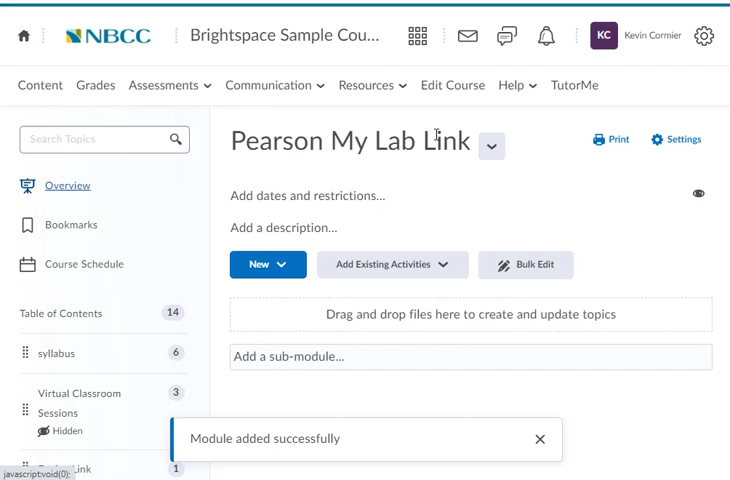 NBCC
Brightspace Sample Cou...
KC
Kevin Cormier
Content
Grades
Assessments
Communication
Resources
Edit Course
Help
TutorMe
Search Topics
Overview
Bookmarks
Course Schedule
Table of Contents
14
syllabus
6
Virtual Classroom
Sessions
3
Hidden
Link
1
Pearson My Lab Link
Print
Settings
Add dates and restrictions...
Add a description...
New
Add Existing Activities
Bulk Edit
Drag and drop files here to create and update topics
Add a sub-module...
Module added successfully
javascript:void(0);